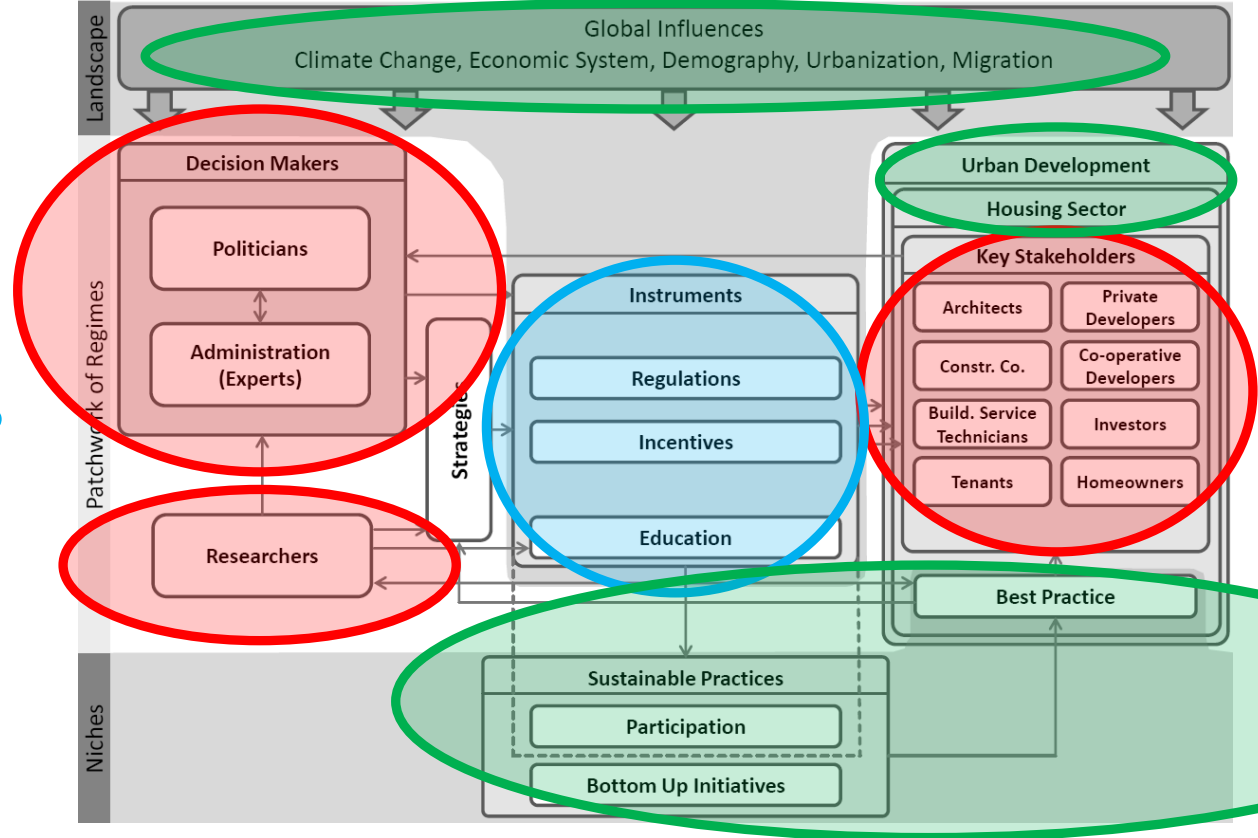 Landscape
Global Influences
Climate Change, Economic System, Demography, Urbanization, Migration
Patchwork of Regimes
Decision Makers
Politicians
Administration
(Experts)
Researchers
Strategies
Instruments
Regulations
Incentives
Education
Urban Development
Housing Sector
Key Stakeholders
Architects
Private
Developers
Constr. Co.
Co-operative
Developers
Build. Service
Technicians
Investors
Tenants
Homeowners
Best Practice
Niches
Sustainable Practices
Participation
Bottom Up Initiatives